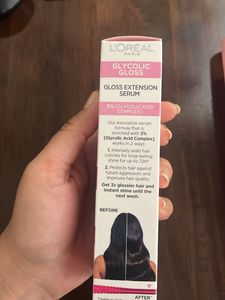 L'ORÉAL
PARIS
GLYCOLIC
GLOSS
GLOSS EXTENSION
SERUM
2% [GLYCOLIC ACID
COMPLEX]
Our innovative serum
formula that is
enriched with 2%
[Glycolic Acid Complex]
works in 2 ways:
1. Intensely seals hair
cuticles for long-lasting
shine for up to 72H*
2. Protects hair against
future aggressors and
improves hair quality
Get 3x glossier hair and
instant shine until the
next wash.
BEFORE
AFTER